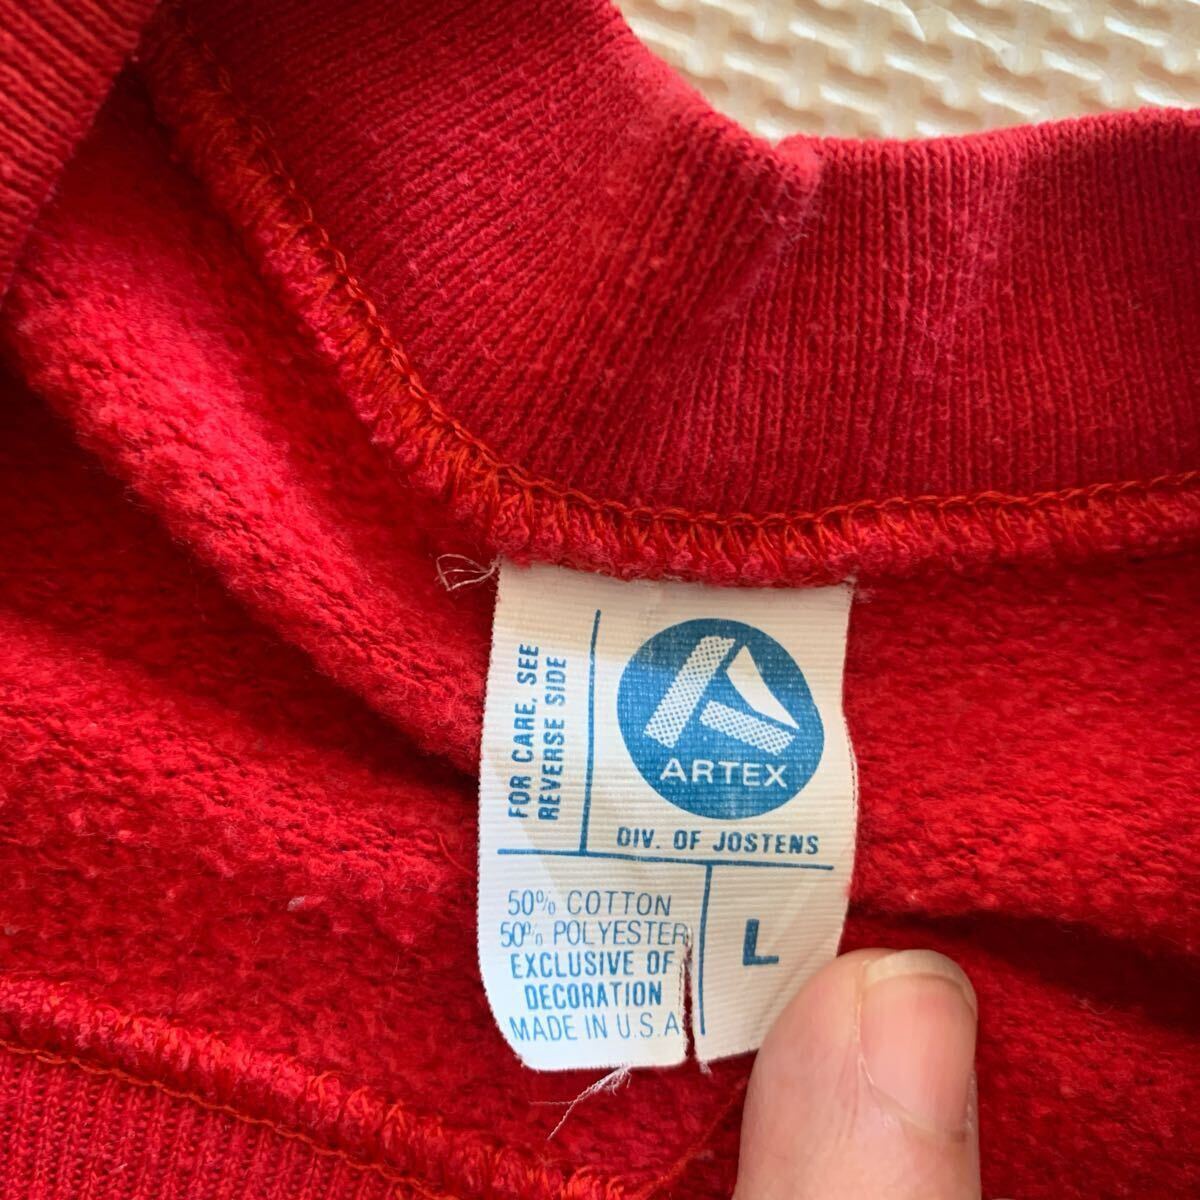 FOR CARE, SEE
REVERSE SIDE
ARTEX
DIV. OF JOSTENS
50% COTTON
50% POLYESTER
EXCLUSIVE OF
DECORATION
MADE IN U.S.A
L